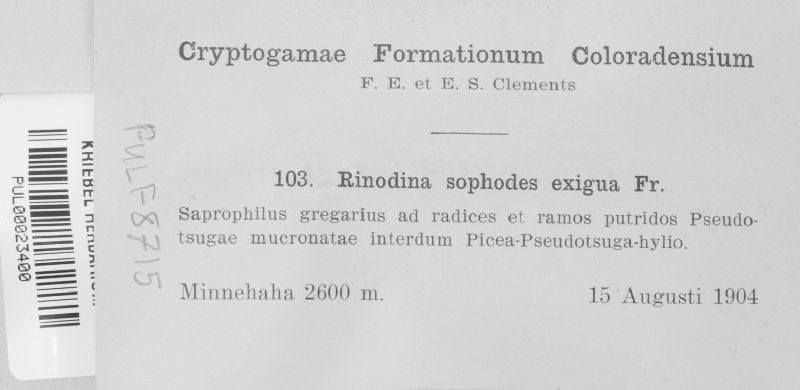 Cryptogamae Formationum Coloradensium
F. E. et E. S. Clements
103. Rinodina sophodes exigua Fr.
Saprophilus gregarius ad radices et ramos putridos Pseudo-
tsugae mucronatae interdum Picea-Pseudotsuga-hylio.
Minnehaha 2600 m. 15 Augusti 1904
PULF8715
KRIEBEL HERBARIUM
PUL00023400